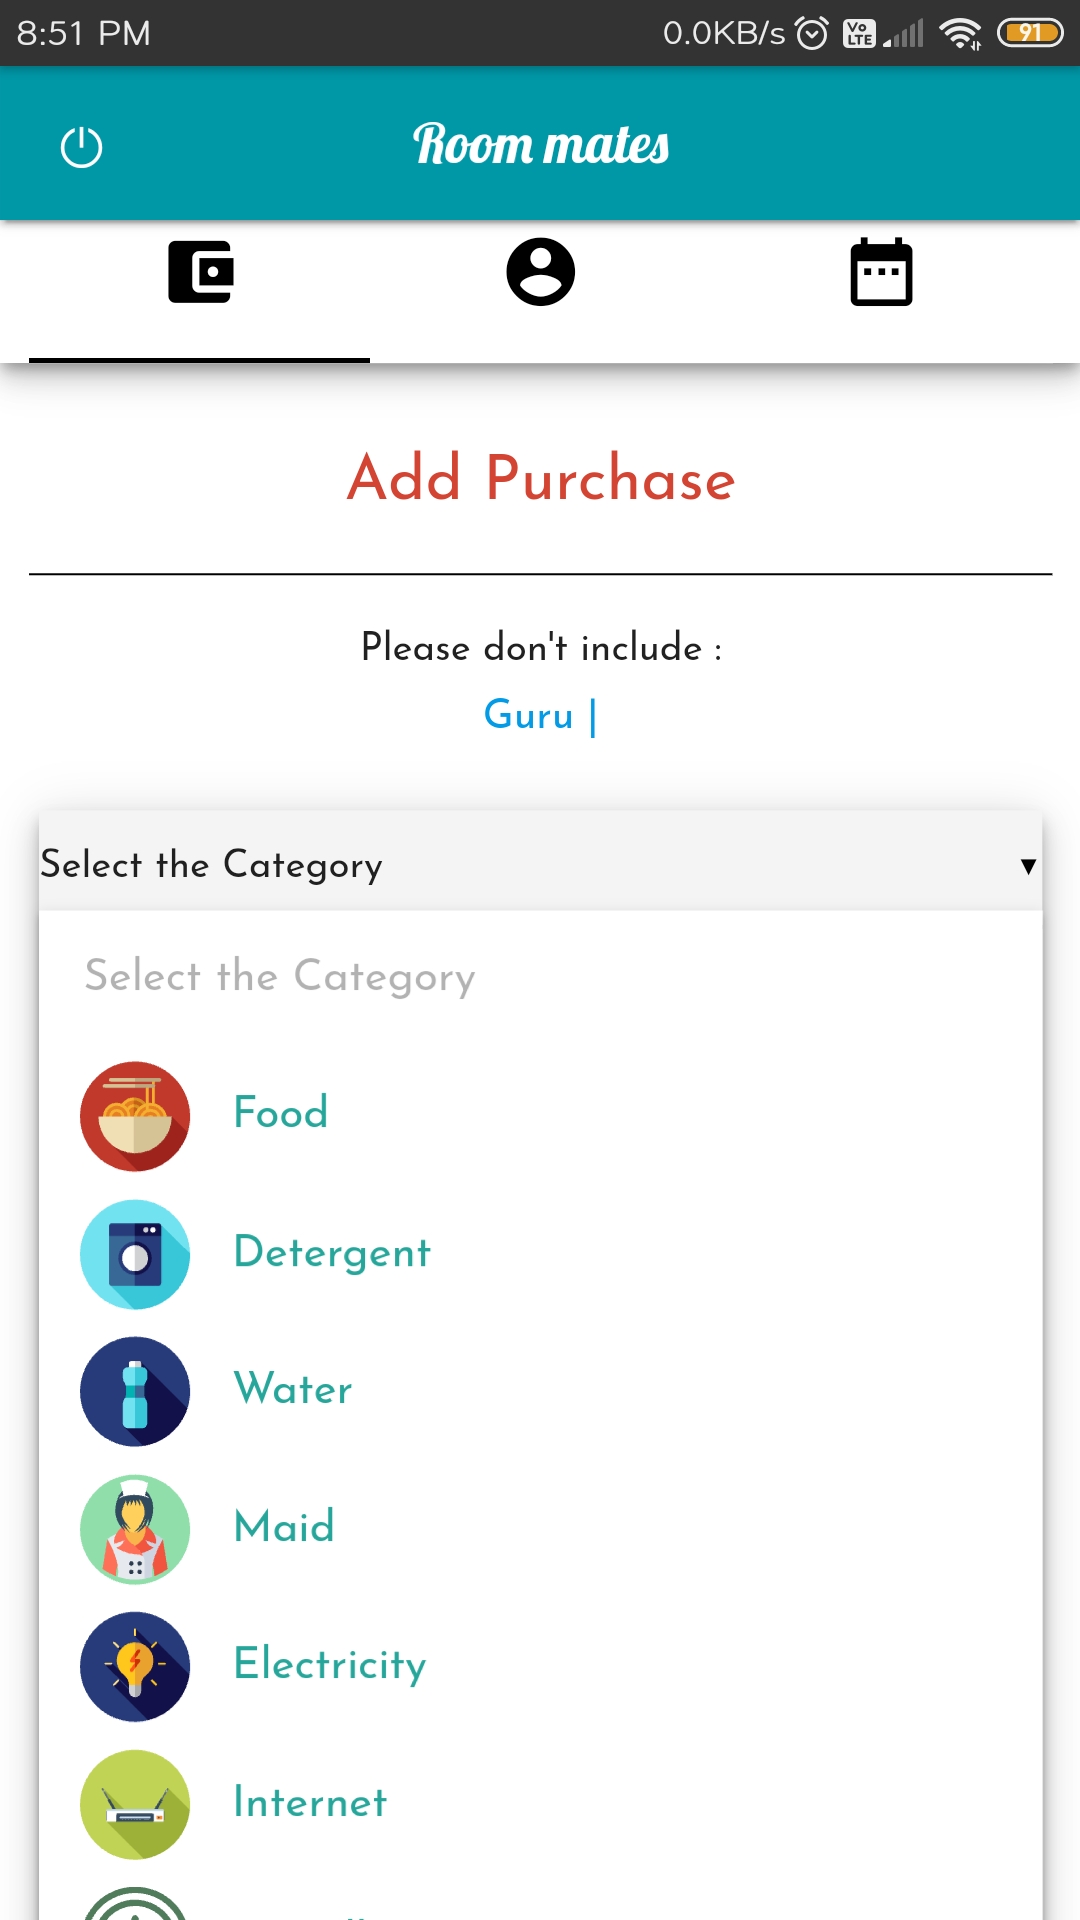 8:51 PM
0.0KB/s Vo LTE 91
Room mates
Add Purchase
Please don't include :
Guru |
Select the Category
Select the Category
Food
Detergent
Water
Maid
Electricity
Internet